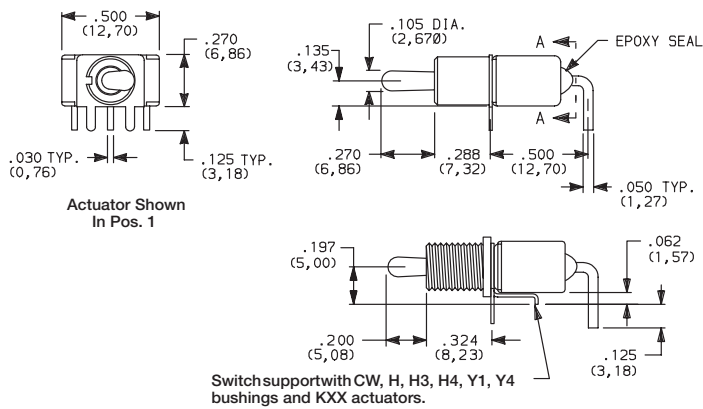 .500
(12,70)
.270
(6,86)
.030 TYP.
(0,76)
.125 TYP.
(3,18)
Actuator Shown
In Pos. 1
.105 DIA.
(2,67Ø)
.135
(3,43)
A
EPOXY SEAL
A
.270
(6,86)
.288
(7,32)
.500
(12,70)
.050 TYP.
(1,27)
.197
(5,00)
.062
(1,57)
.200
(5,08)
.324
(8,23)
.125
(3,18)
Switch support with CW, H, H3, H4, Y1, Y4
bushings and KXX actuators.